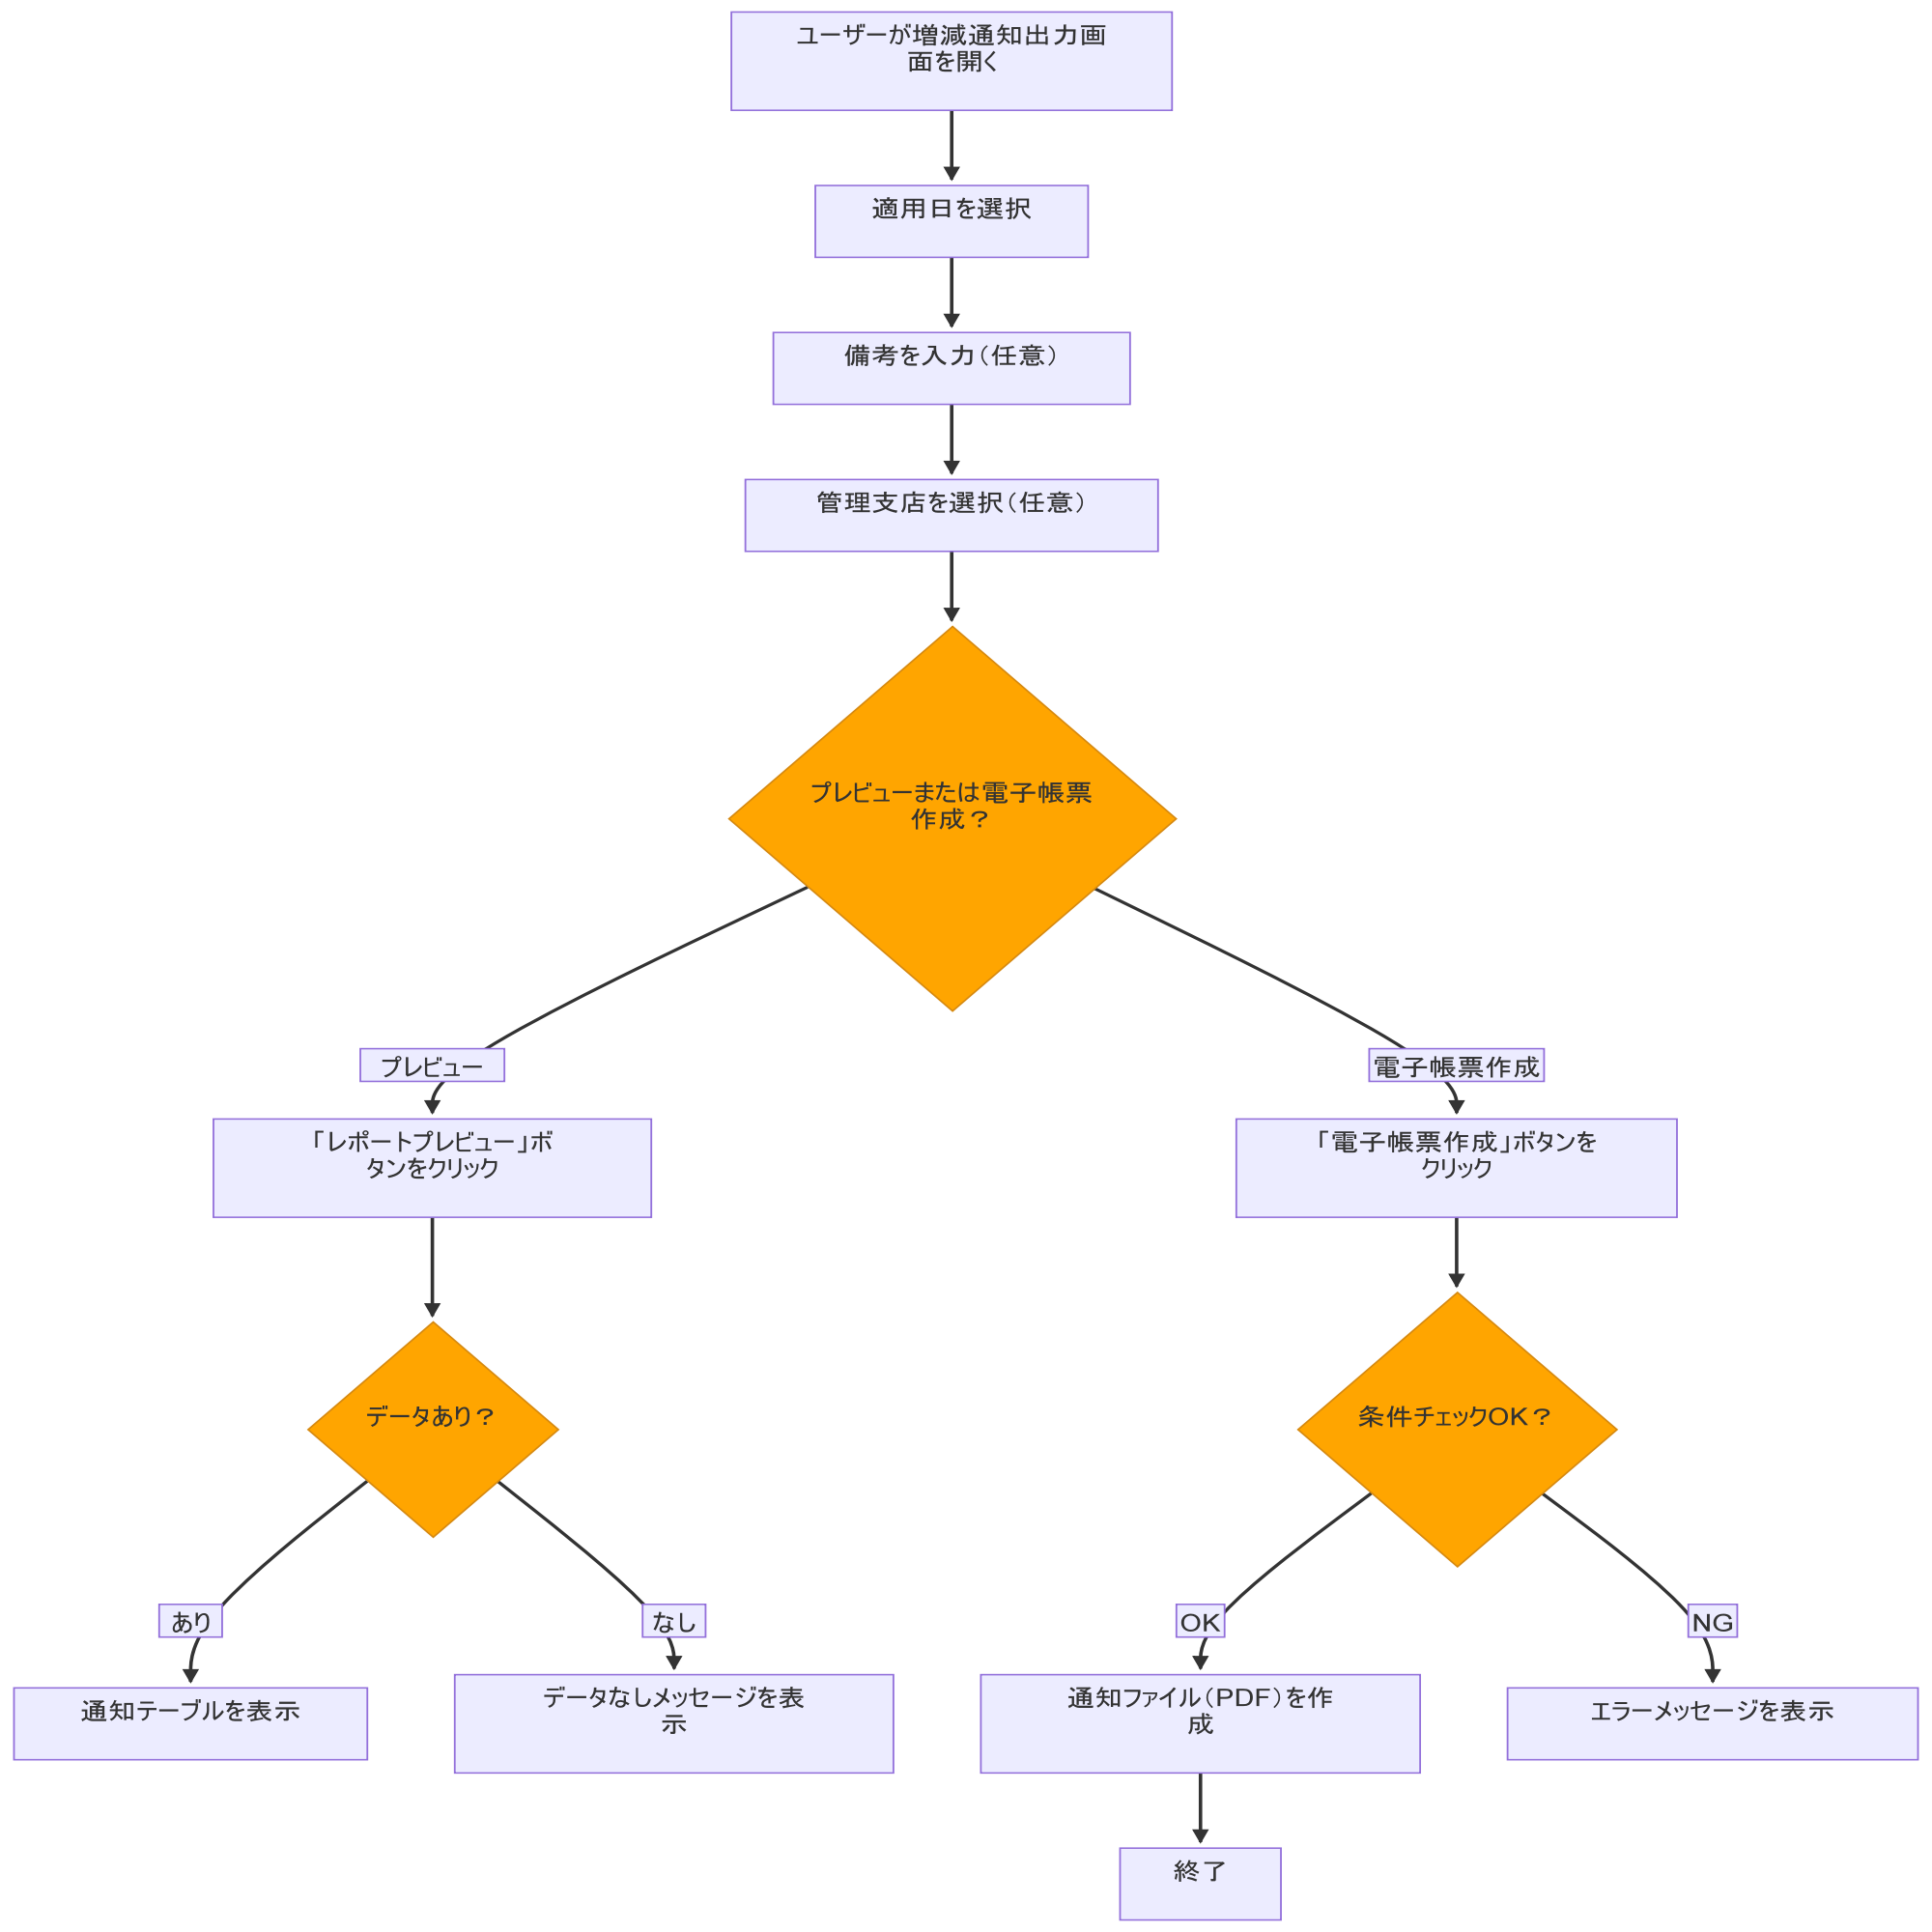 ユーザーが増減通知出力画
面を開く
適用日を選択
備考を入力（任意）
管理支店を選択（任意）
プレビューまたは電子帳票
作成？
プレビュー
電子帳票作成
「レポートプレビュー」ボ
タンをクリック
「電子帳票作成」ボタンを
クリック
データあり？
条件チェックOK？
あり
なし
OK
NG
通知テーブルを表示
データなしメッセージを表
示
通知ファイル（PDF）を作
成
エラーメッセージを表示
終了